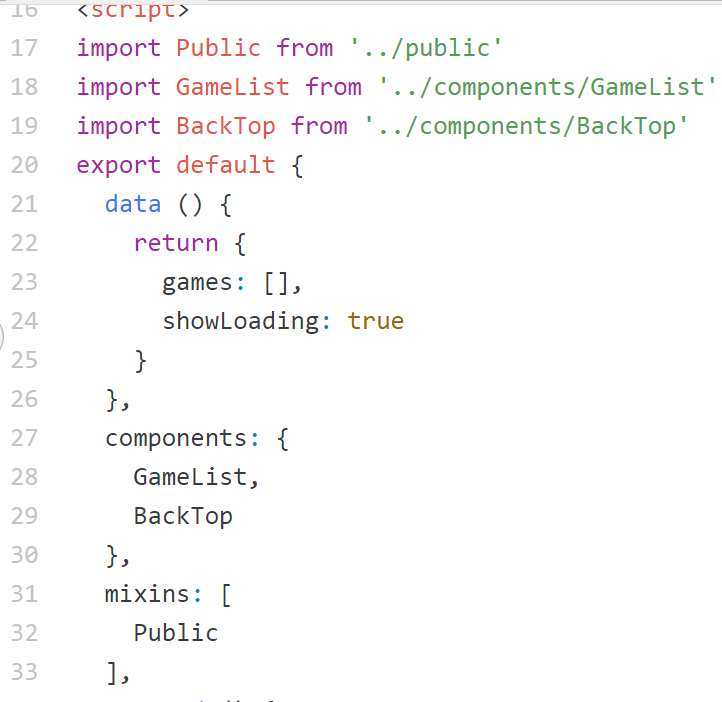 16 <script>
17 import Public from '../public'
18 import GameList from '../components/GameList'
19 import BackTop from '../components/BackTop'
20 export default {
21   data () {
22     return {
23       games: [],
24       showLoading: true
25     }
26   },
27   components: {
28     GameList,
29     BackTop
30   },
31   mixins: [
32     Public
33   ],